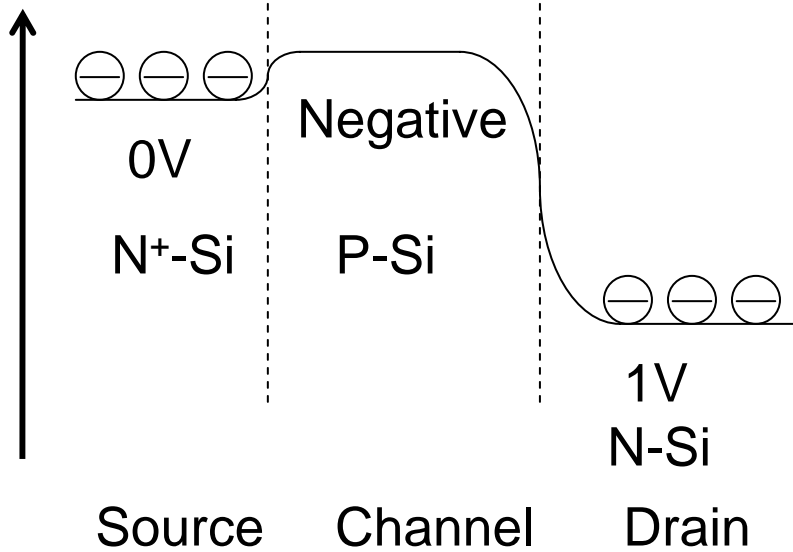 Negative
0V
N⁺-Si
P-Si
1V
N-Si
Source
Channel
Drain